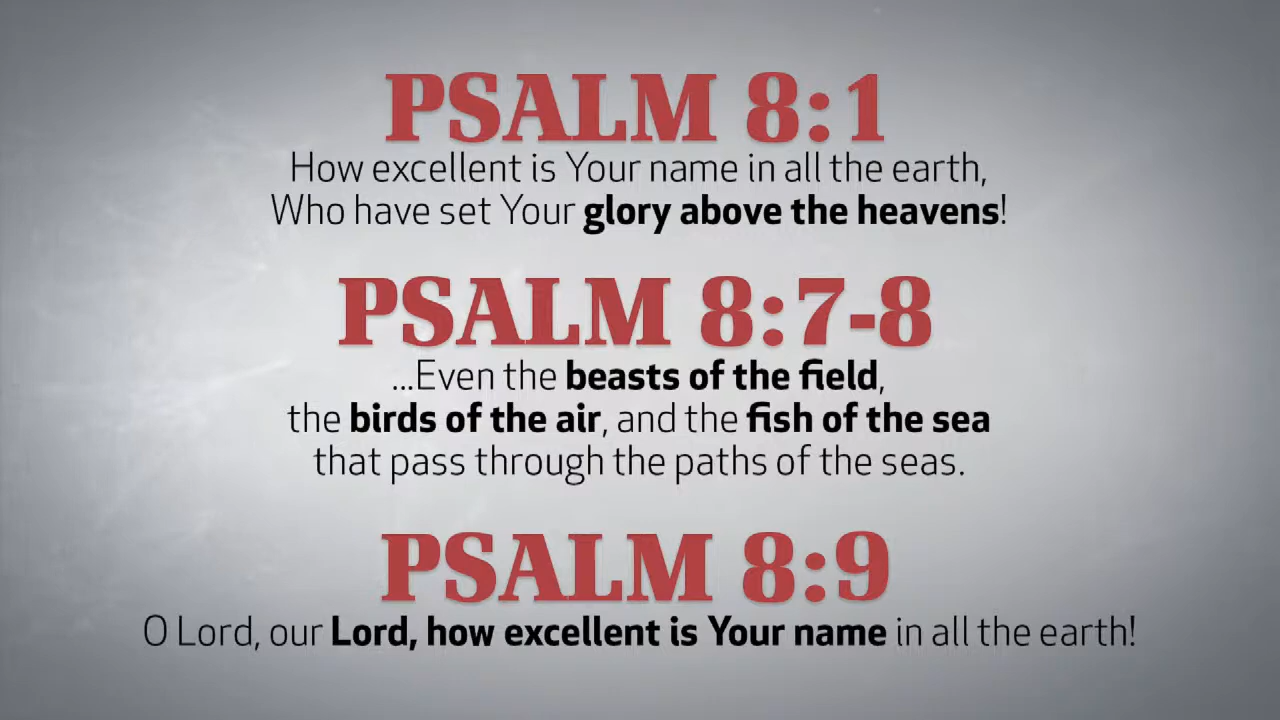 PSALM 8:1
How excellent is Your name in all the earth,
Who have set Your glory above the heavens!
PSALM 8:7-8
...Even the beasts of the field,
the birds of the air, and the fish of the sea
that pass through the paths of the seas.
PSALM 8:9
O Lord, our Lord, how excellent is Your name in all the earth!